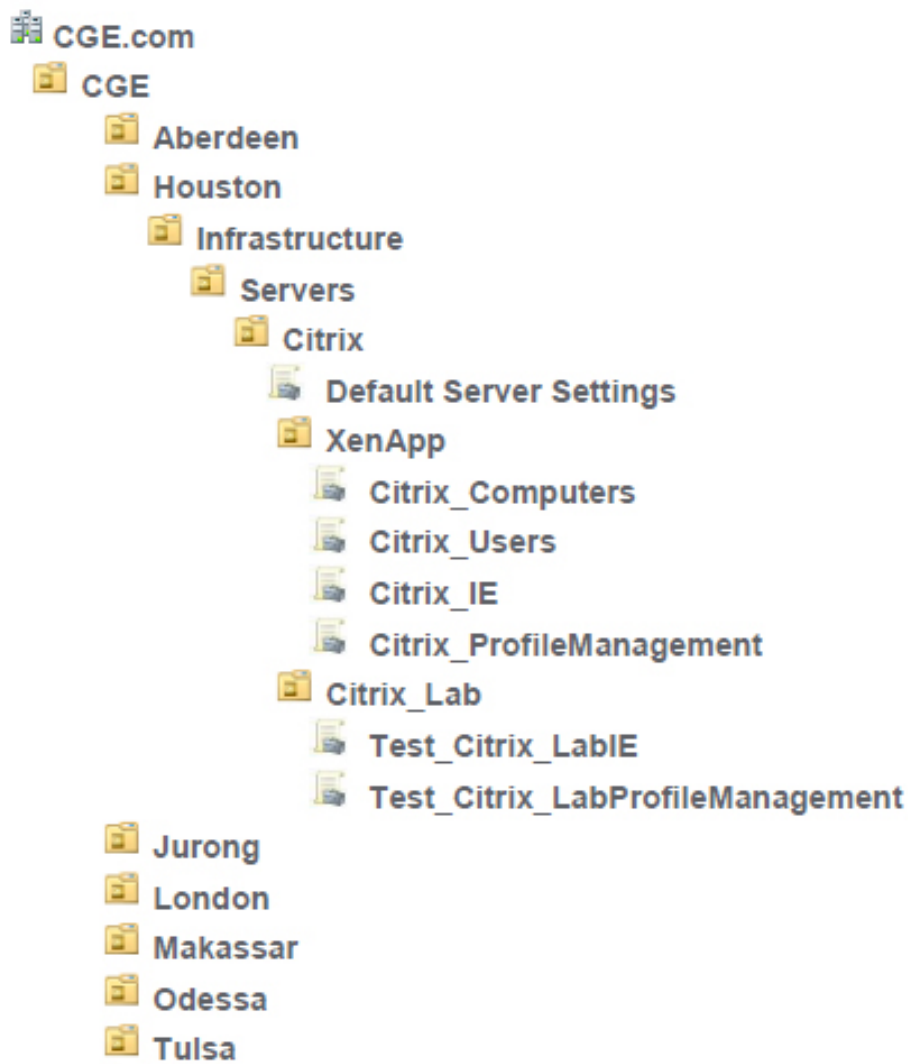 CGE.com
CGE
Aberdeen
Houston
Infrastructure
Servers
Citrix
Default Server Settings
XenApp
Citrix_Computers
Citrix_Users
Citrix_IE
Citrix_ProfileManagement
Citrix_Lab
Test_Citrix_LabIE
Test_Citrix_LabProfileManagement
Jurong
London
Makassar
Odessa
Tulsa